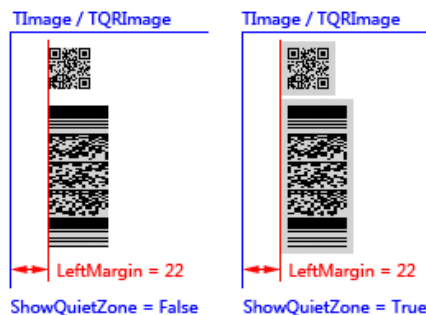 TImage / TQRImage
TImage / TQRImage
LeftMargin = 22
LeftMargin = 22
ShowQuietZone = False
ShowQuietZone = True